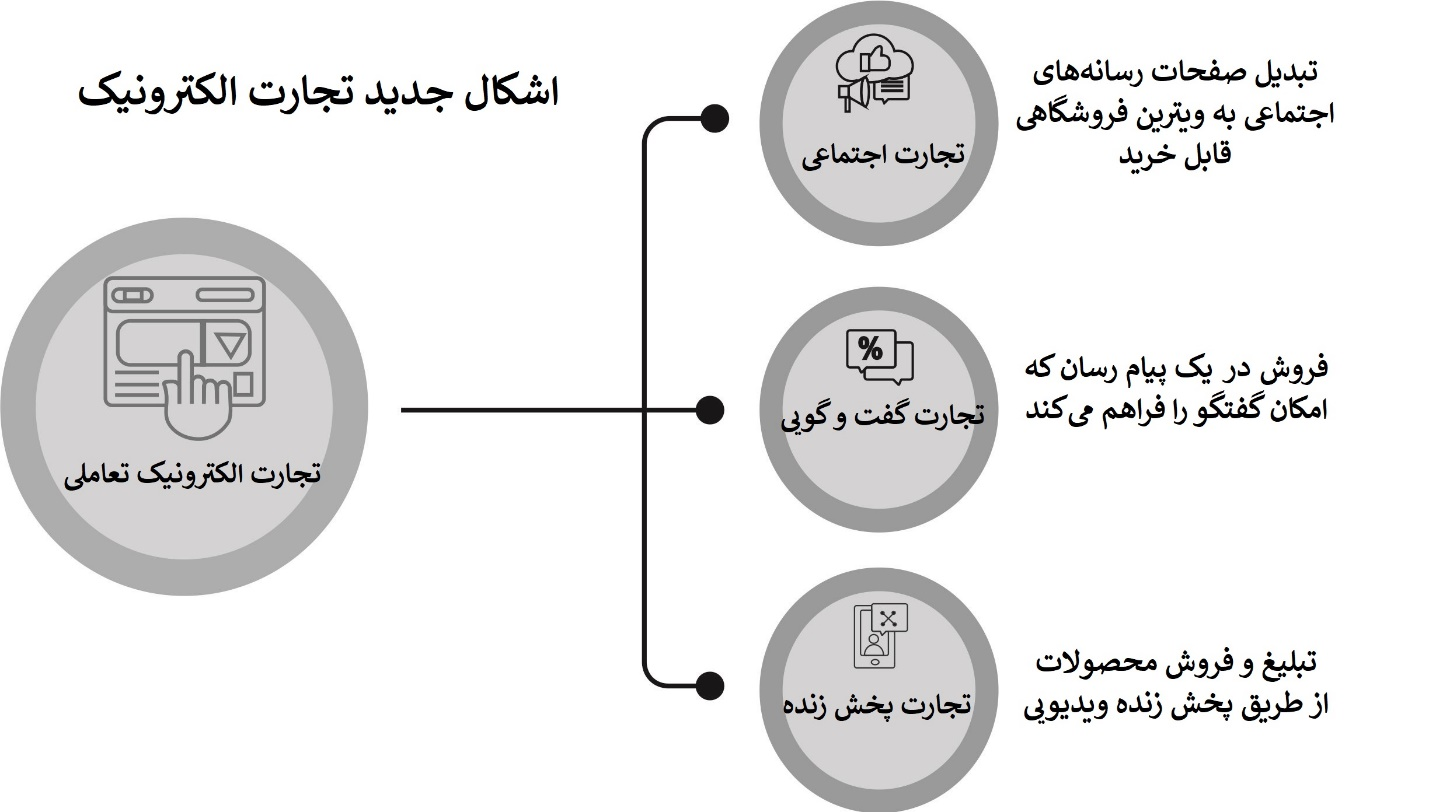 اشکال جدید تجارت الکترونیک
تجارت الکترونیک تعاملی
تجارت اجتماعی
تبدیل صفحات رسانه‌های
اجتماعی به ویترین فروشگاهی
قابل خرید
%
تجارت گفت و گویی
فروش در یک پیام رسان که
امکان گفتگو را فراهم می‌کند
تجارت پخش زنده
تبلیغ و فروش محصولات
از طریق پخش زنده ویدیویی